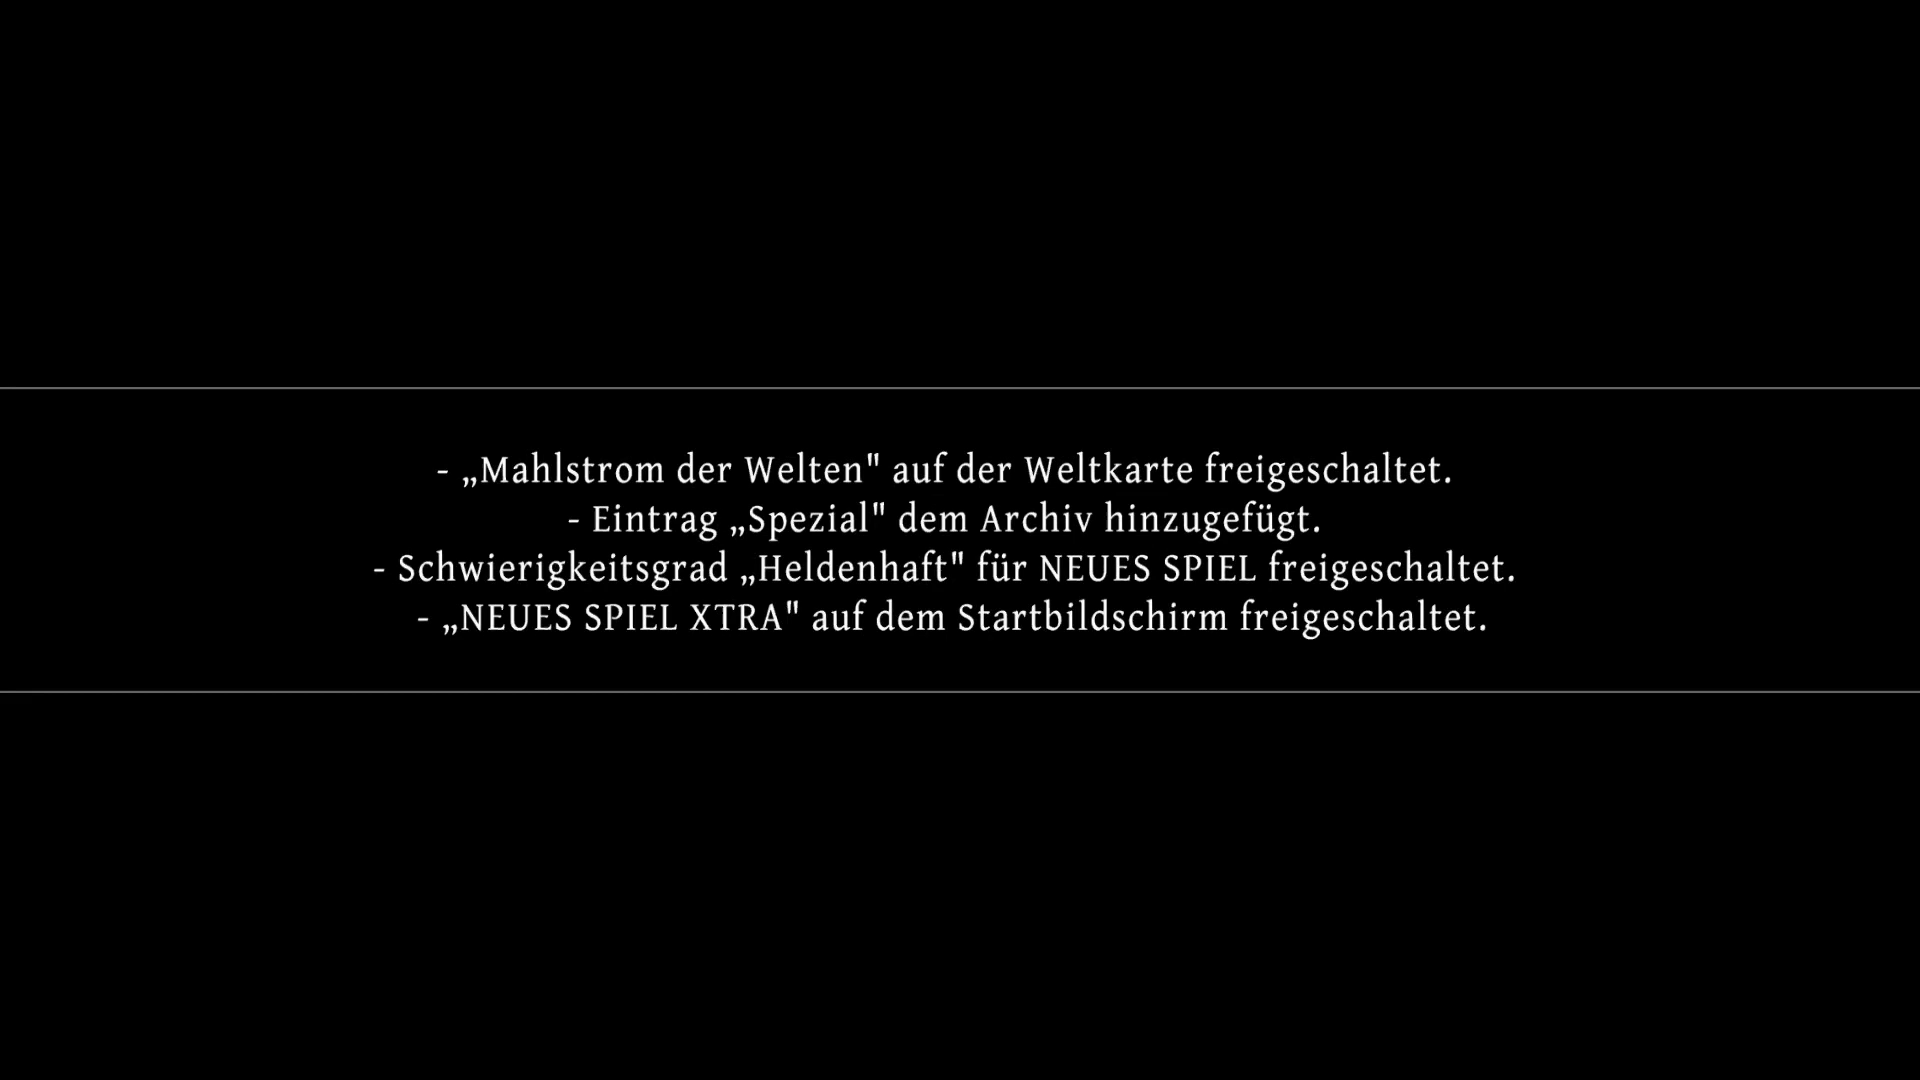 - „Mahlstrom der Welten" auf der Weltkarte freigeschaltet.
- Eintrag „Spezial" dem Archiv hinzugefügt.
- Schwierigkeitsgrad „Heldenhaft" für NEUES SPIEL freigeschaltet.
- „NEUES SPIEL XTRA" auf dem Startbildschirm freigeschaltet.